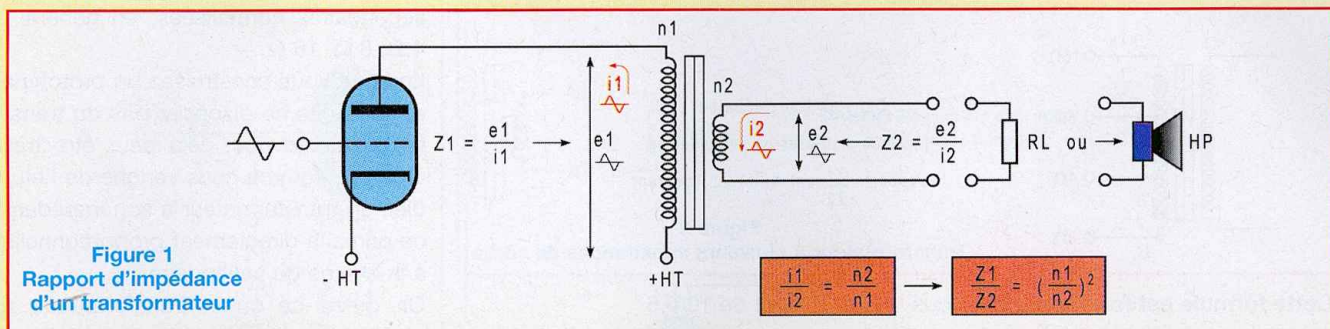 n1
i1
n2
e1
Z1 = e1/i1
i2
e2
Z2 = e2/i2
RL ou
HP
- HT
+HT
Figure 1
Rapport d'impédance
d'un transformateur
i1/i2 = n2/n1
Z1/Z2 = (n1/n2)²